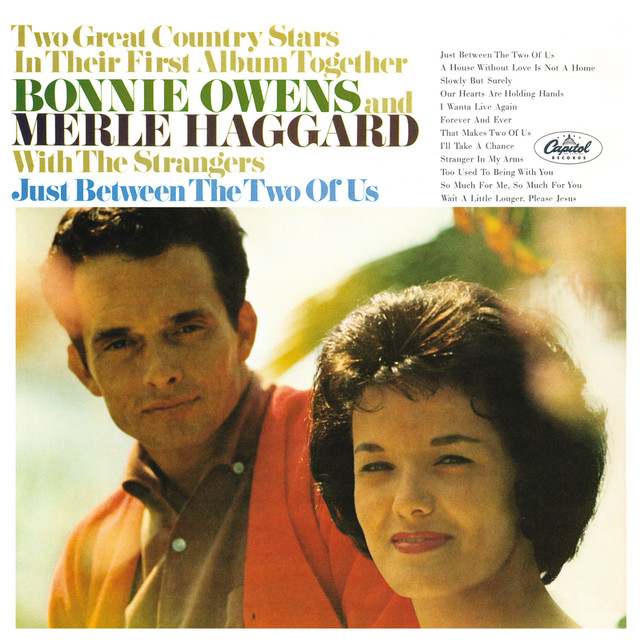 Two Great Country Stars
In Their First Album Together
BONNIE OWENS and
MERLE HAGGARD
With The Strangers
Just Between The Two Of Us
Just Between The Two Of Us
A House Without Love Is Not A Home
Slowly But Surely
Our Hearts Are Holding Hands
I Wanta Live Again
Forever And Ever
That Makes Two Of Us
I'll Take A Chance
Stranger In My Arms
Too Used To Being With You
So Much For Me, So Much For You
Wait A Little Longer, Please Jesus
Capitol
RECORDS